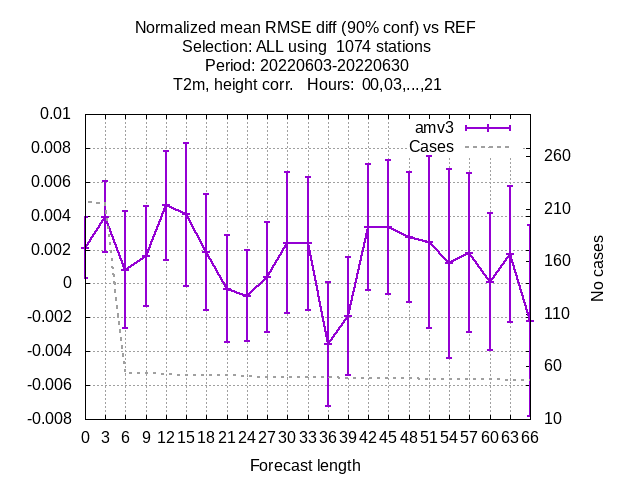 Normalized mean RMSE diff (90% conf) vs REF
Selection: ALL using  1074 stations
Period: 20220603-20220630
T2m, height corr.   Hours:  00,03,...,21
amv3
Cases
0.01
0.008
0.006
0.004
0.002
0
-0.002
-0.004
-0.006
-0.008
260
210
160
110
60
10
No cases
0 3 6 9 12 15 18 21 24 27 30 33 36 39 42 45 48 51 54 57 60 63 66
Forecast length